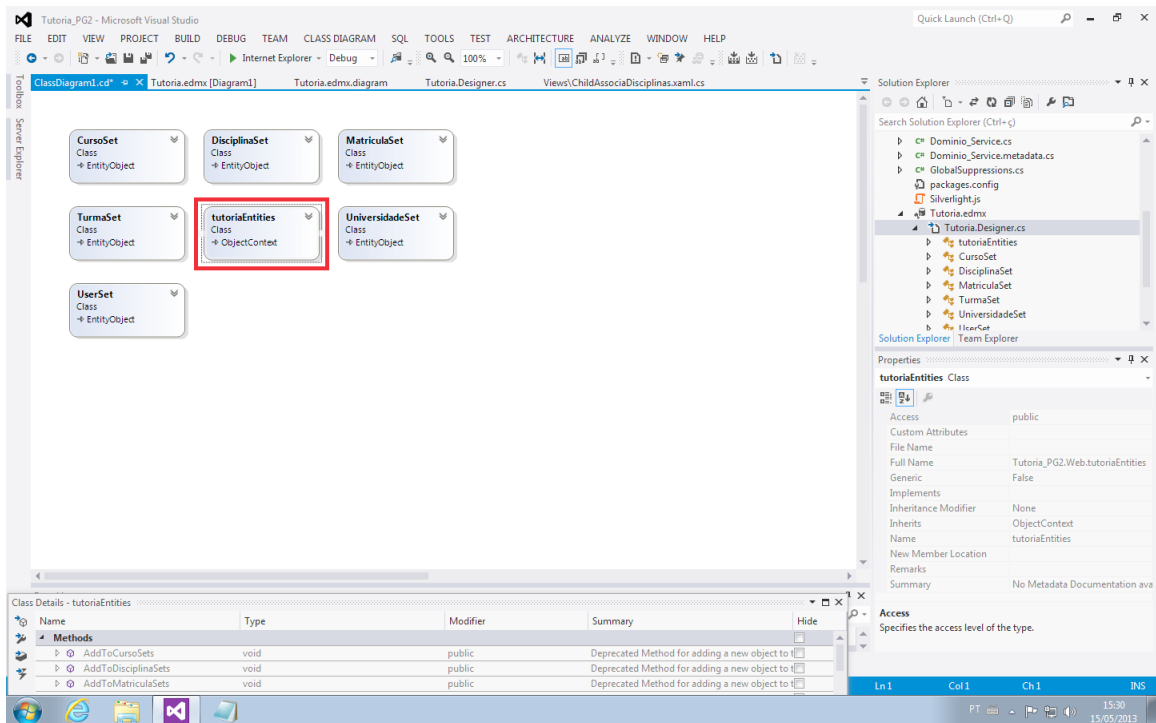 Tutoria_PG2 - Microsoft Visual Studio
Quick Launch (Ctrl+Q)
FILE EDIT VIEW PROJECT BUILD DEBUG TEAM CLASS DIAGRAM SQL TOOLS TEST ARCHITECTURE ANALYZE WINDOW HELP
Internet Explorer Debug 100%
Toolbox
Server Explorer
ClassDiagram1.cd* Tutoria.edmx [Diagram1] Tutoria.edmx.diagram Tutoria.Designer.cs Views\ChildAssociaDisciplinas.xaml.cs
CursoSet
Class
EntityObject
DisciplinaSet
Class
EntityObject
MatriculaSet
Class
EntityObject
TurmaSet
Class
EntityObject
tutoriaEntities
Class
ObjectContext
UniversidadeSet
Class
EntityObject
UserSet
Class
EntityObject
Solution Explorer
Search Solution Explorer (Ctrl+ç)
C# Dominio_Service.cs
C# Dominio_Service.metadata.cs
C# GlobalSuppressions.cs
packages.config
Silverlight.js
Tutoria.edmx
Tutoria.Designer.cs
tutoriaEntities
CursoSet
DisciplinaSet
MatriculaSet
TurmaSet
UniversidadeSet
UserSet
Solution Explorer Team Explorer
Properties
tutoriaEntities Class
Access public
Custom Attributes
File Name
Full Name Tutoria_PG2.Web.tutoriaEntities
Generic False
Implements
Inheritance Modifier None
Inherits ObjectContext
Name tutoriaEntities
New Member Location
Remarks
Summary No Metadata Documentation ava
Access
Specifies the access level of the type.
Class Details - tutoriaEntities
Name Type Modifier Summary Hide
Methods
AddToCursoSets void public Deprecated Method for adding a new object to t
AddToDisciplinaSets void public Deprecated Method for adding a new object to t
AddToMatriculaSets void public Deprecated Method for adding a new object to t
Ln 1 Col 1 Ch 1 INS
PT 15:30
15/05/2013